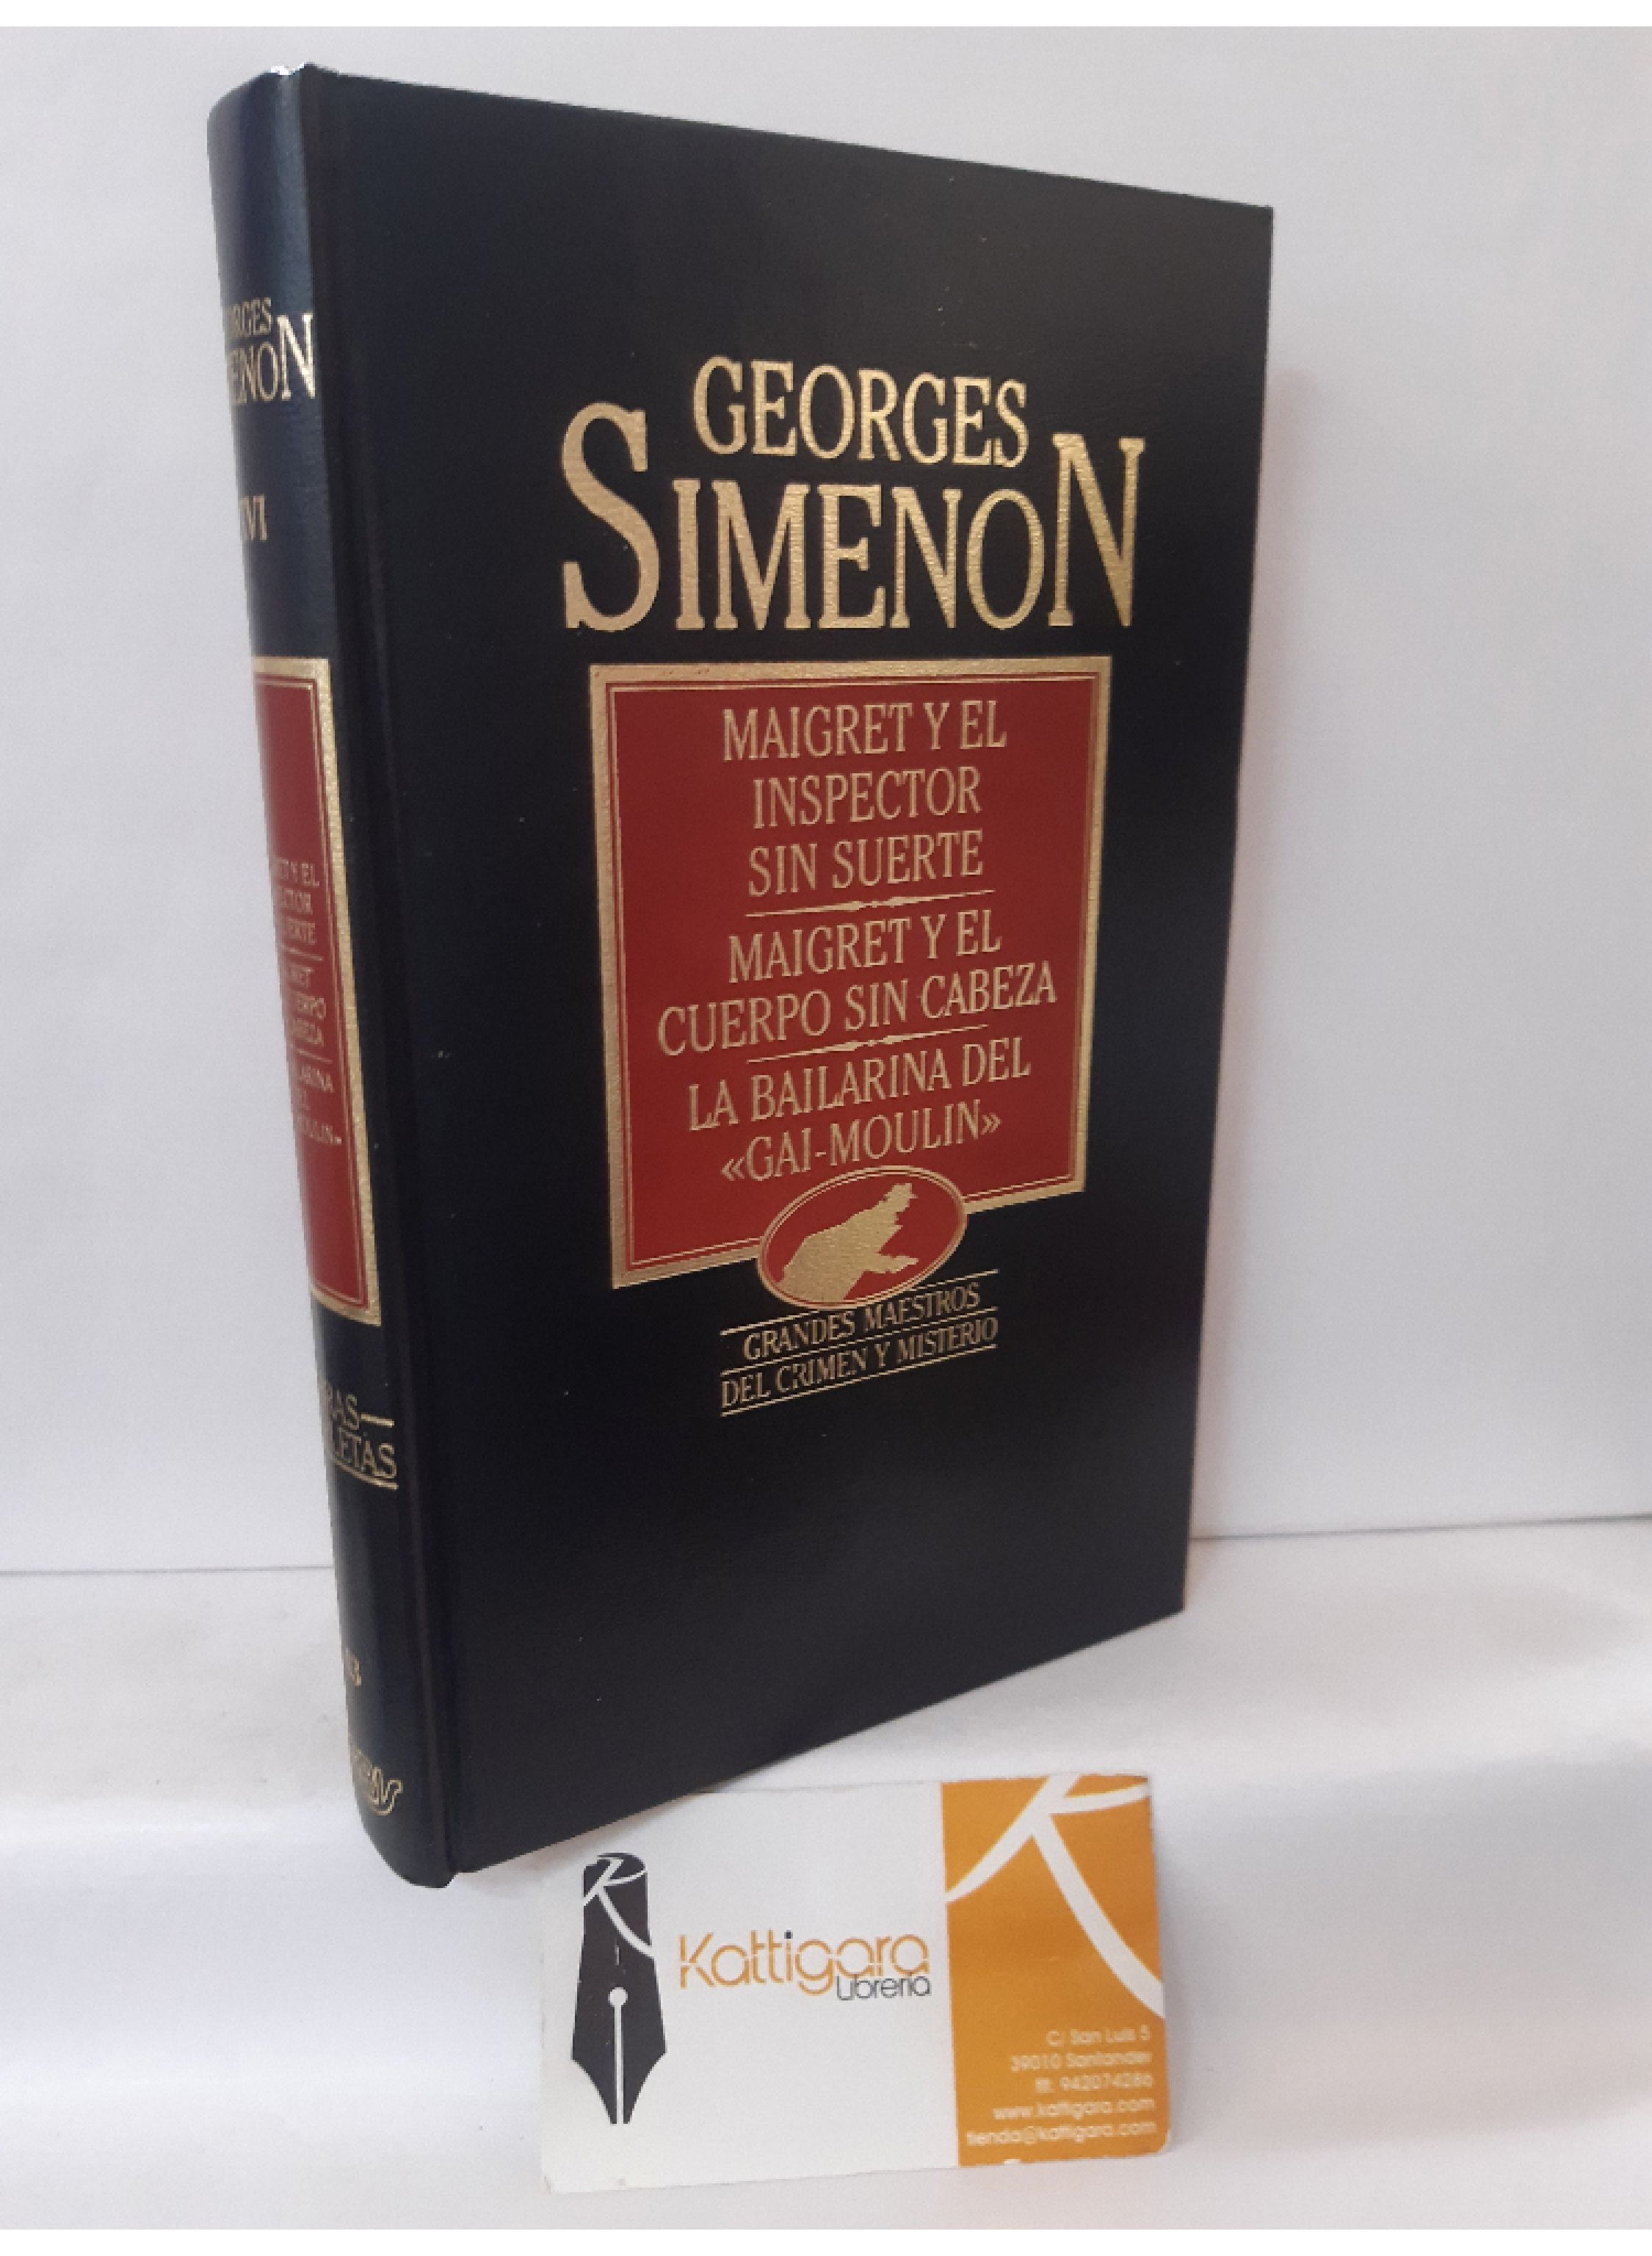 GEORGES
SIMENON
MAIGRET Y EL
INSPECTOR
SIN SUERTE
MAIGRET Y EL
CUERPO SIN CABEZA
LA BAILARINA DEL
«GAI-MOULIN»
GRANDES MAESTROS
DEL CRIMEN Y MISTERIO
Kattigara
Librería
C/ San Luis 5
39010 Santander
tlf: 942074286
www.kattigara.com
tienda@kattigara.com